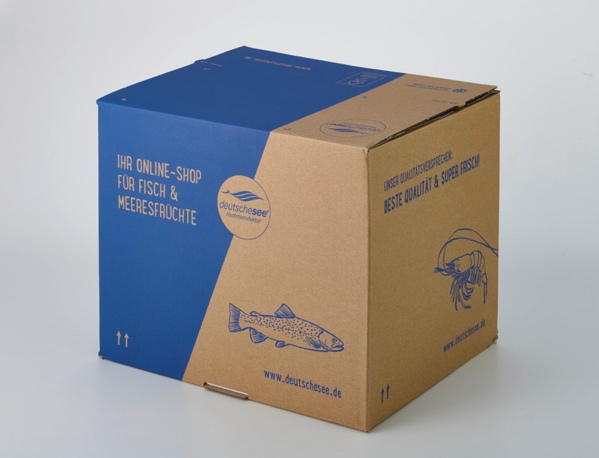 IHR ONLINE-SHOP
FÜR FISCH &
MEERESFRÜCHTE
deutschesee
fischmanufaktur
www.deutschesee.de
UNSER QUALITÄTSVERSPRECHEN:
BESTE QUALITÄT & SUPER FRISCH!
www.deutschesee.de